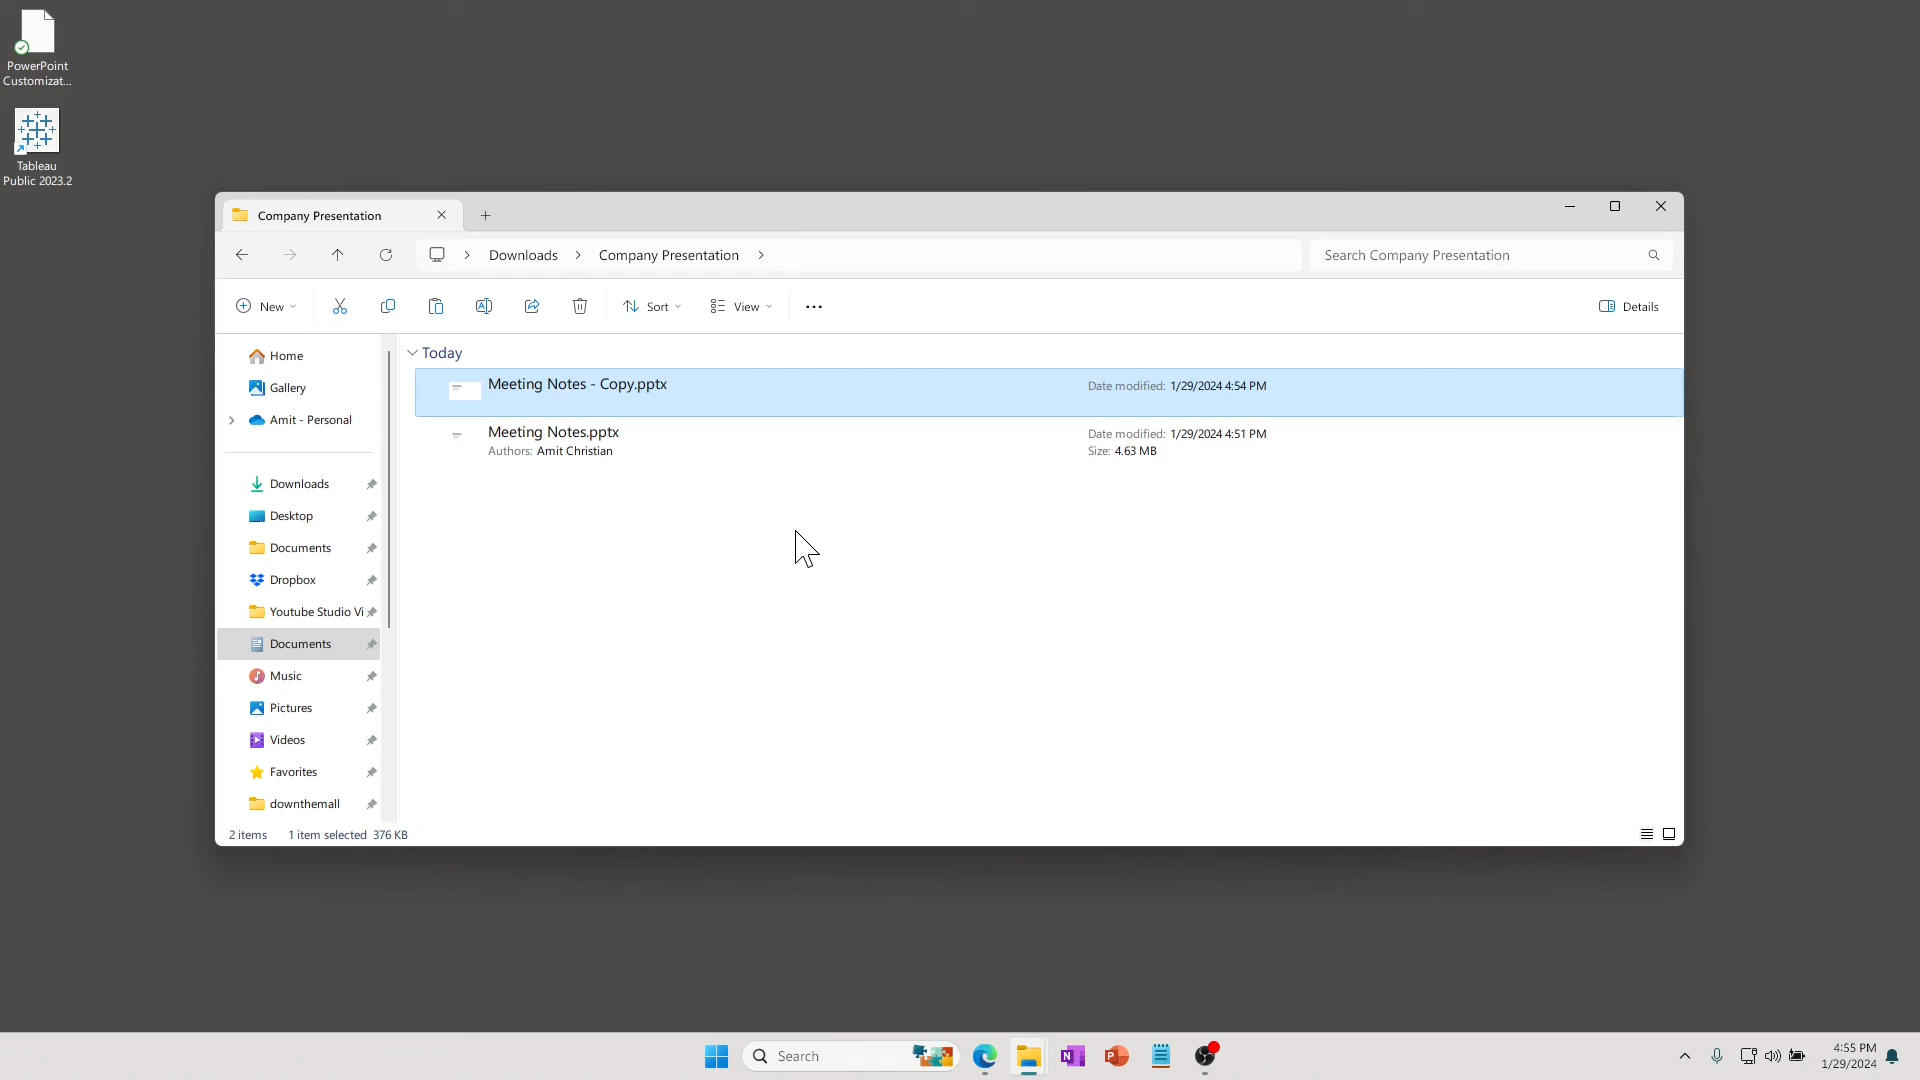 PowerPoint
Customizat...
Tableau
Public 2023.2
Company Presentation
Downloads
Company Presentation
Search Company Presentation
New
Sort
View
Details
Home
Gallery
Amit - Personal
Downloads
Desktop
Documents
Dropbox
Youtube Studio Vi
Documents
Music
Pictures
Videos
Favorites
downthemall
Today
Meeting Notes - Copy.pptx
Date modified: 1/29/2024 4:54 PM
Meeting Notes.pptx
Date modified: 1/29/2024 4:51 PM
Authors: Amit Christian
Size: 4.63 MB
2 items 1 item selected 376 KB
Search
4:55 PM
1/29/2024